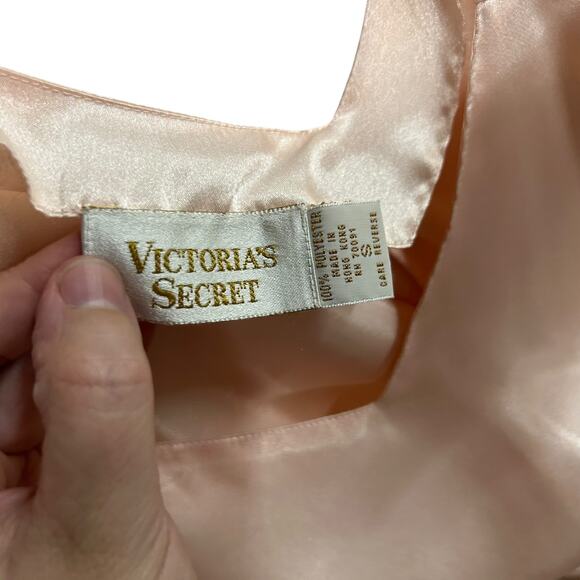 VICTORIA'S
SECRET
100% POLYESTER
MADE IN
HONG KONG
RN 70091
S
CARE REVERSE